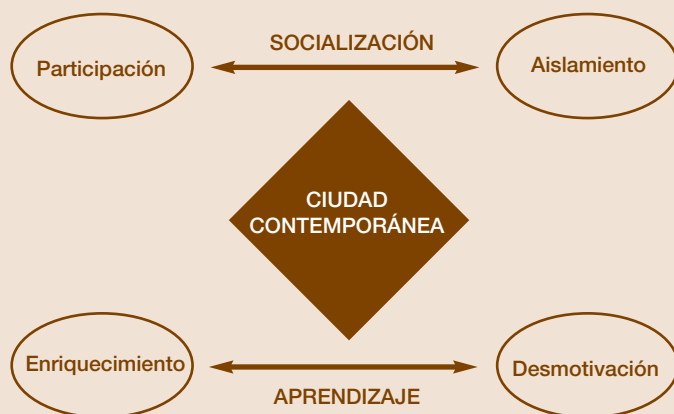 SOCIALIZACIÓN
Participación
Aislamiento
CIUDAD
CONTEMPORÁNEA
Enriquecimiento
Desmotivación
APRENDIZAJE